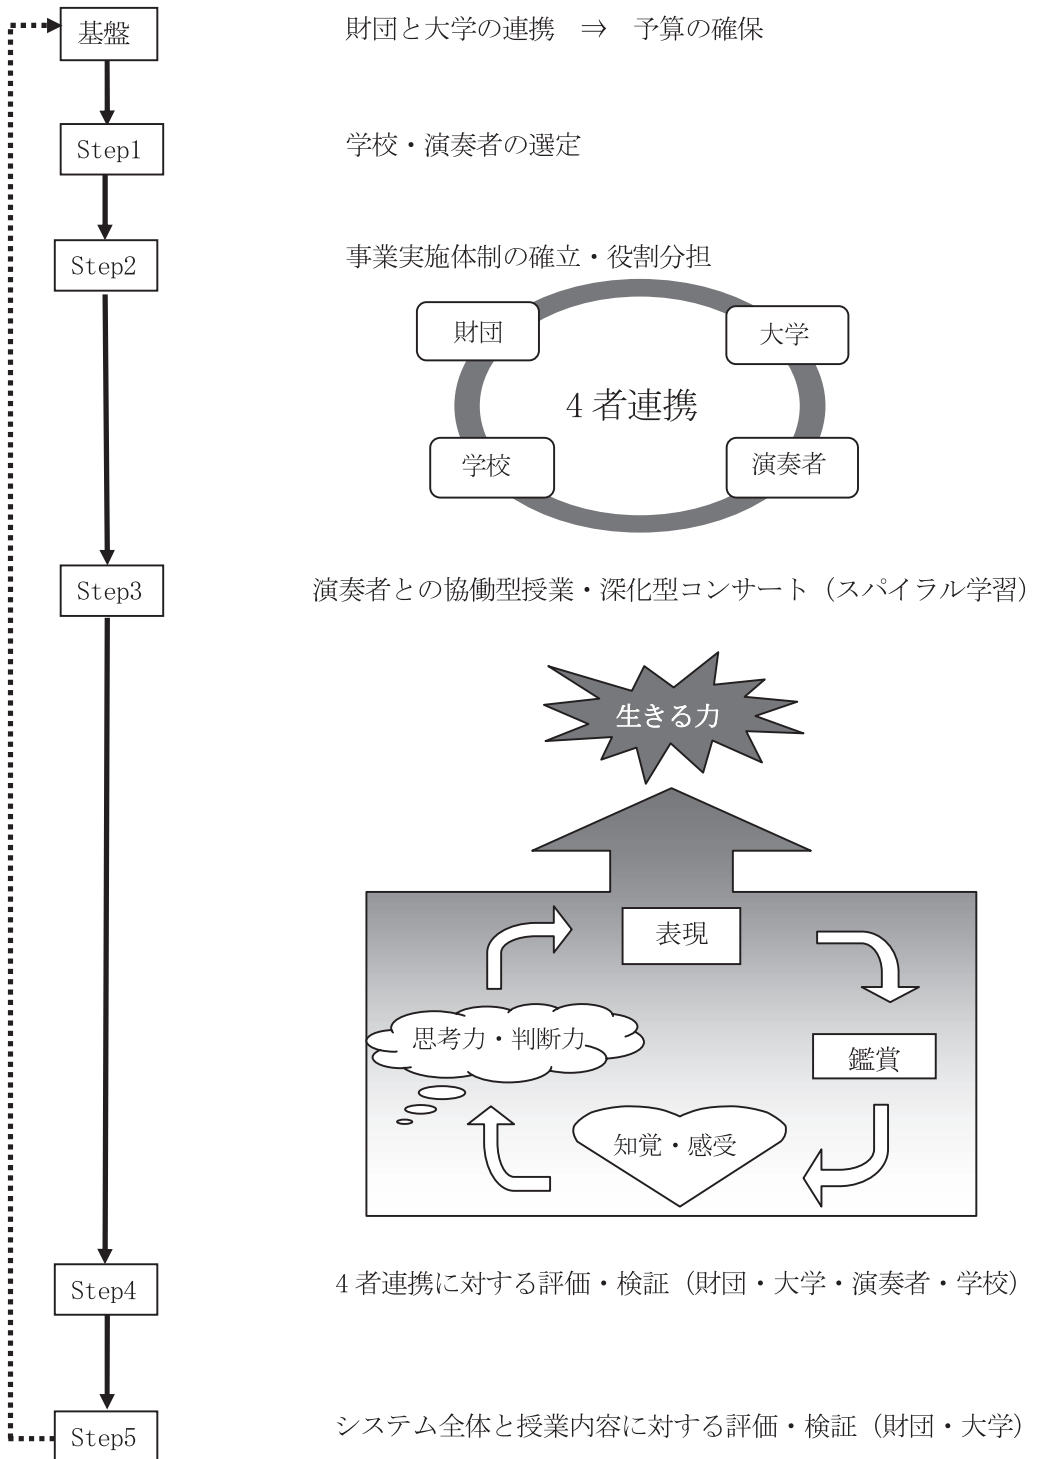 基盤
財団と大学の連携　⇒　予算の確保
Step1
学校・演奏者の選定
Step2
事業実施体制の確立・役割分担
財団
大学
4者連携
学校
演奏者
Step3
演奏者との協働型授業・深化型コンサート（スパイラル学習）
生きる力
表現
思考力・判断力
鑑賞
知覚・感受
Step4
4者連携に対する評価・検証（財団・大学・演奏者・学校）
Step5
システム全体と授業内容に対する評価・検証（財団・大学）